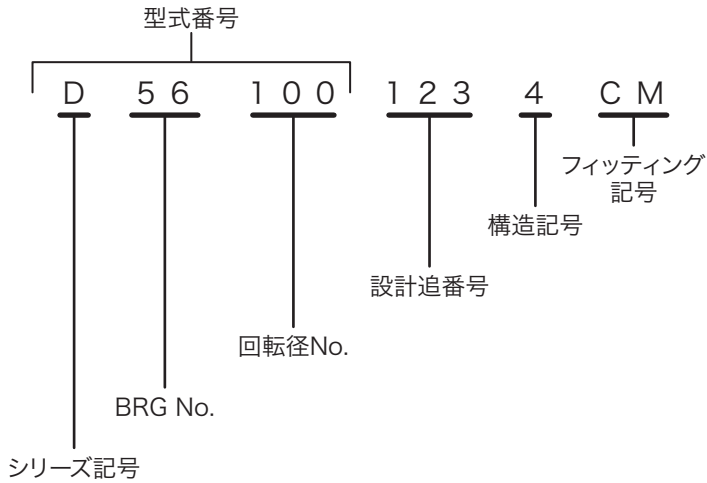 型式番号
D 56 100 123 4 CM
フィッティング
記号
構造記号
設計追番号
回転径No.
BRG No.
シリーズ記号